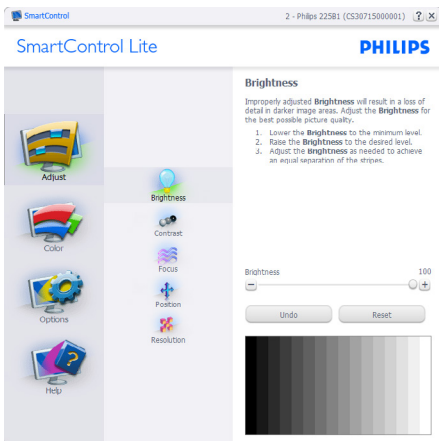 SmartControl
2 - Philips 225B1 (CS30715000001)
SmartControl Lite
PHILIPS
Adjust
Color
Options
Help
Brightness
Contrast
Focus
Position
Resolution
Brightness
Improperly adjusted Brightness will result in a loss of
detail in darker image areas. Adjust the Brightness for
the best possible picture quality.
1. Lower the Brightness to the minimum level.
2. Raise the Brightness to the desired level.
3. Adjust the Brightness as needed to achieve
an equal separation of the stripes.
Brightness 100
Undo Reset